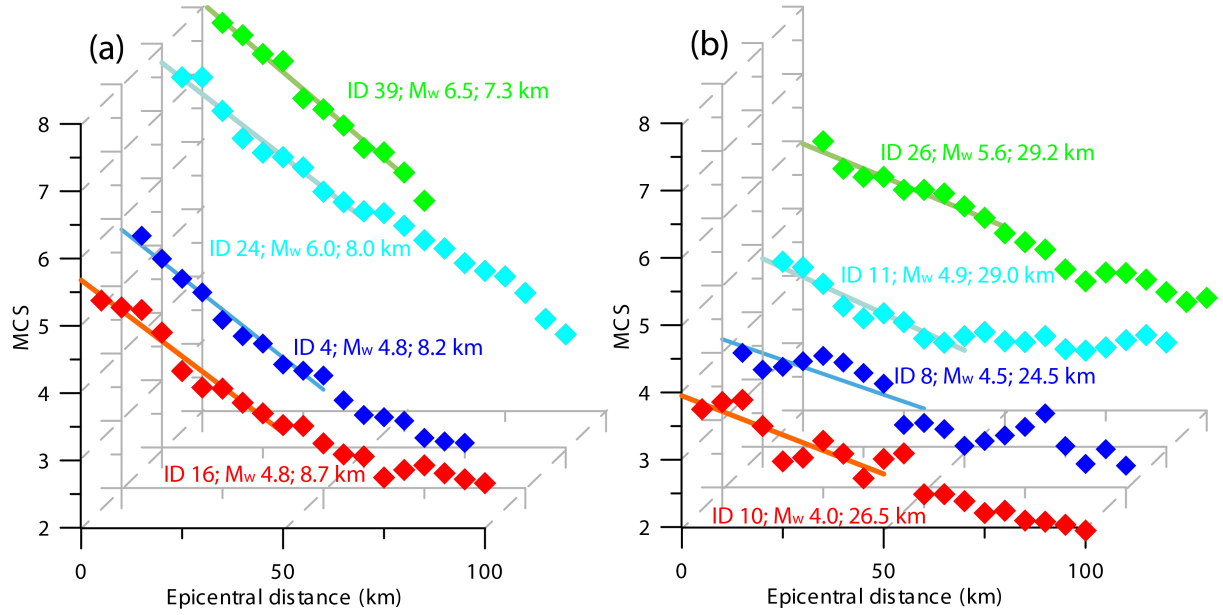 (a)
ID 39; Mw 6.5; 7.3 km
ID 24; Mw 6.0; 8.0 km
ID 4; Mw 4.8; 8.2 km
ID 16; Mw 4.8; 8.7 km
8
7
6
5
4
3
2
MCS
0
50
100
Epicentral distance (km)
(b)
ID 26; Mw 5.6; 29.2 km
ID 11; Mw 4.9; 29.0 km
ID 8; Mw 4.5; 24.5 km
ID 10; Mw 4.0; 26.5 km
8
7
6
5
4
3
2
MCS
0
50
100
Epicentral distance (km)